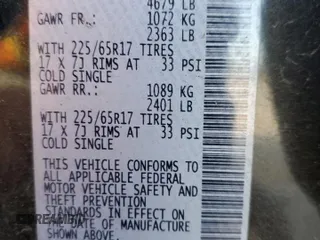 4679 LB
GAWR FR.: 1072 KG
2363 LB
WITH 225/65R17 TIRES
17 X 7J RIMS AT 33 PSI
COLD SINGLE
GAWR RR.: 1089 KG
2401 LB
WITH 225/65R17 TIRES
17 X 7J RIMS AT 33 PSI
COLD SINGLE
THIS VEHICLE CONFORMS TO
ALL APPLICABLE FEDERAL
MOTOR VEHICLE SAFETY AND
THEFT PREVENTION
STANDARDS IN EFFECT ON
DATE OF MANUFACTURE
SHOWN ABOVE.